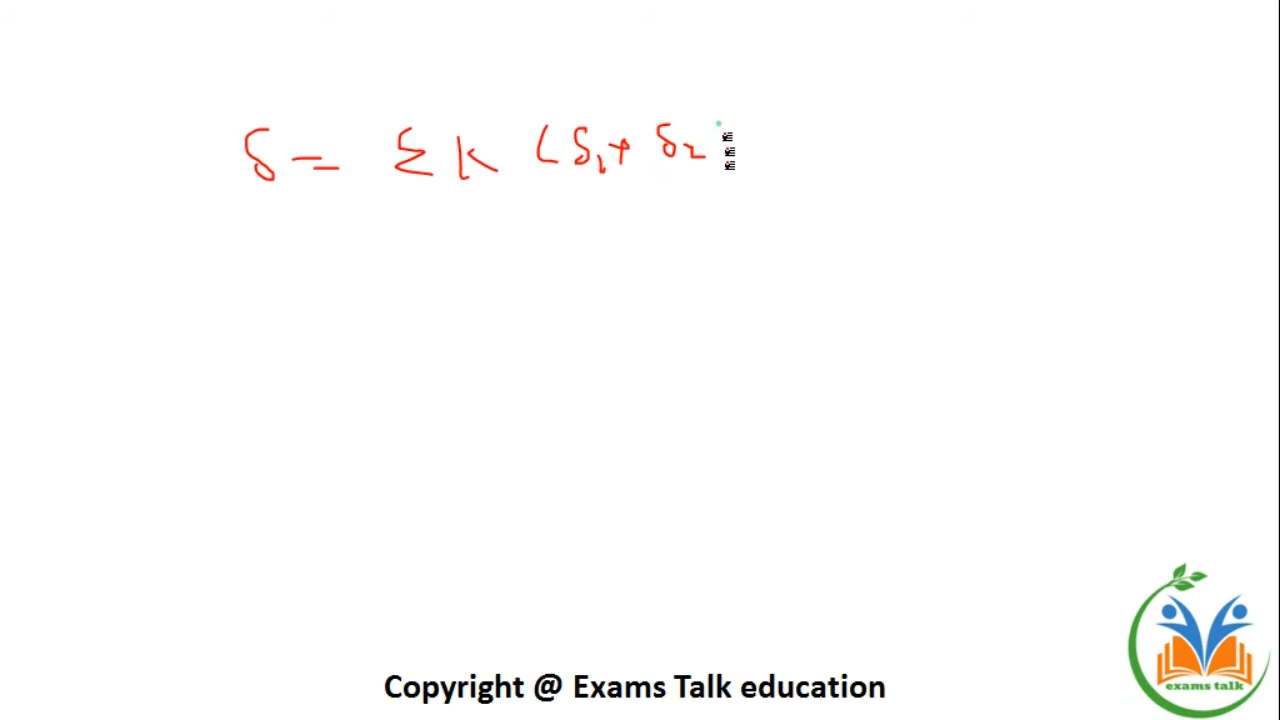 δ = Σ K (δ₁ + δ₂
Copyright @ Exams Talk education
exams talk